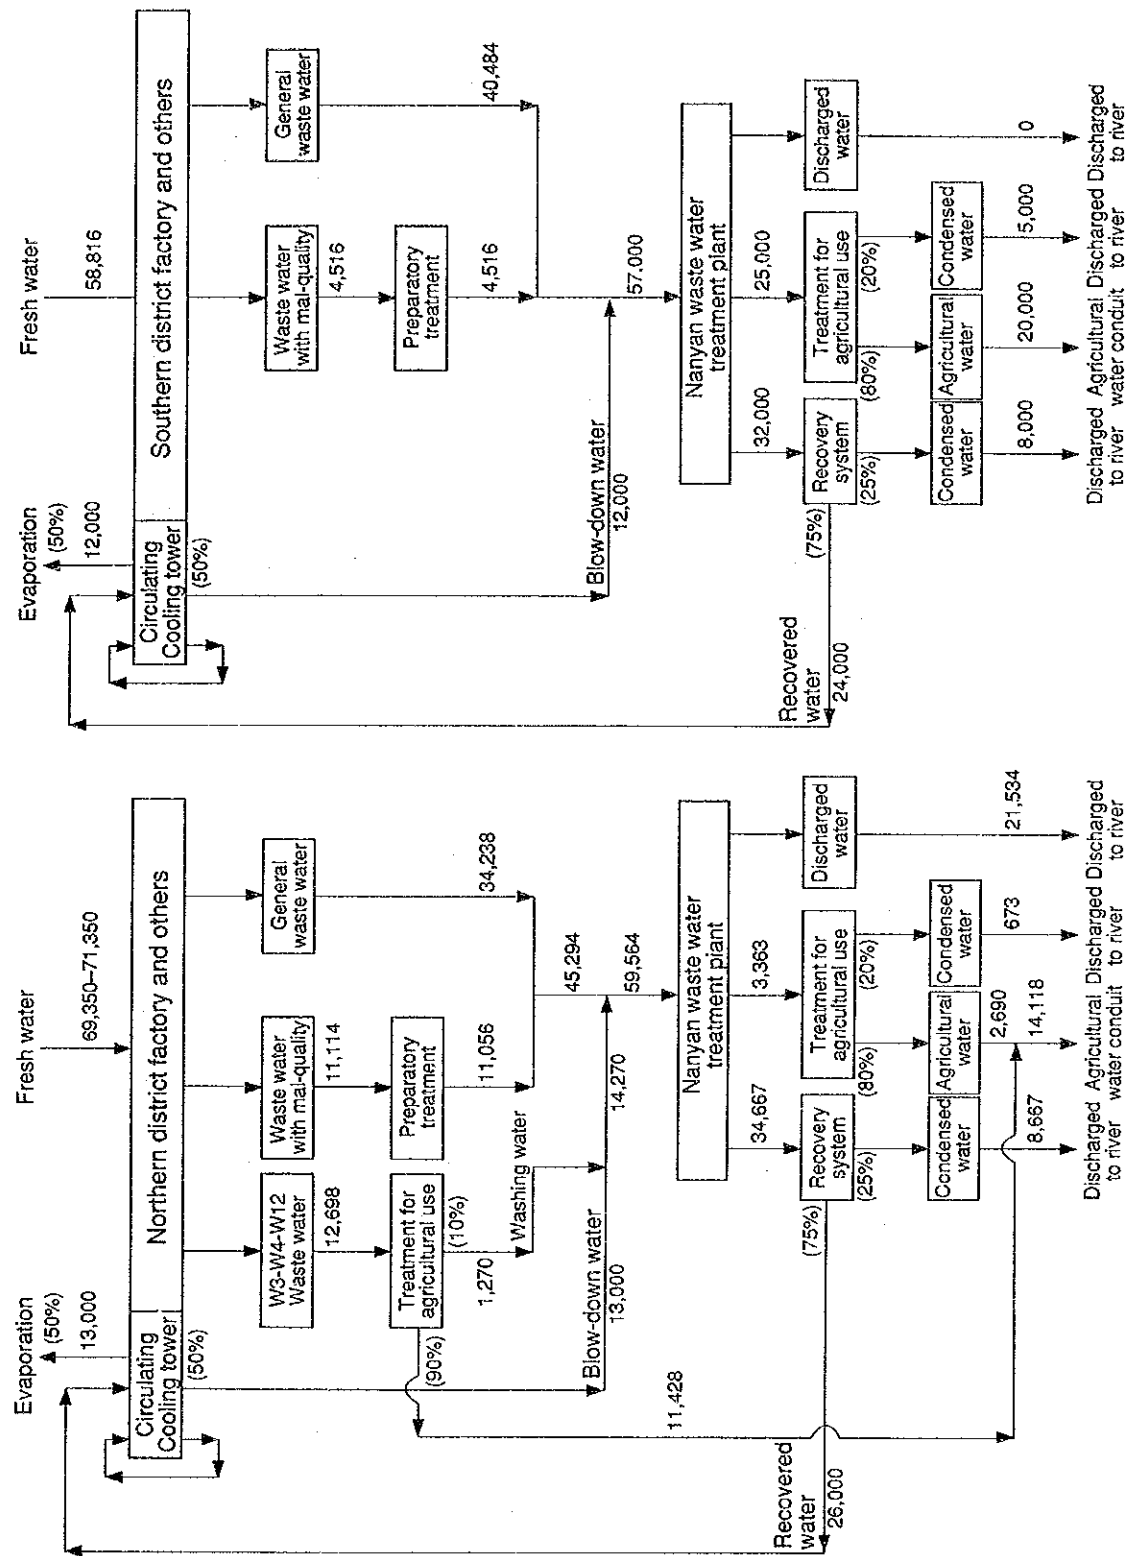 Fresh water
69,350–71,350
Evaporation
(50%)
13,000
Circulating
Cooling tower
Northern district factory and others
(50%)
W3-W4-W12
Waste water
12,698
Waste water
with mal-quality
11,114
General
waste water
34,238
Treatment for
agricultural use
(90%)
(10%)
1,270
Washing water
Preparatory
treatment
11,056
45,294
Blow-down water
13,000
14,270
59,564
11,428
Nanyan waste water
treatment plant
34,667
3,363
Recovery
system
(75%)
(25%)
Treatment for
agricultural use
(80%)
(20%)
Discharged
water
Recovered
water
26,000
Condensed
water
Agricultural
water
Condensed
water
8,667
2,690
14,118
673
21,534
Discharged
to river
Agricultural
water conduit
Discharged
to river
Discharged
to river
Fresh water
58,816
Evaporation
(50%)
12,000
Circulating
Cooling tower
Southern district factory and others
(50%)
Waste water
with mal-quality
4,516
General
waste water
40,484
Preparatory
treatment
4,516
Blow-down water
12,000
57,000
Nanyan waste water
treatment plant
32,000
25,000
Recovery
system
(75%)
(25%)
Treatment for
agricultural use
(80%)
(20%)
Discharged
water
Recovered
water
24,000
Condensed
water
Agricultural
water
Condensed
water
8,000
20,000
5,000
0
Discharged
to river
Agricultural
water conduit
Discharged
to river
Discharged
to river